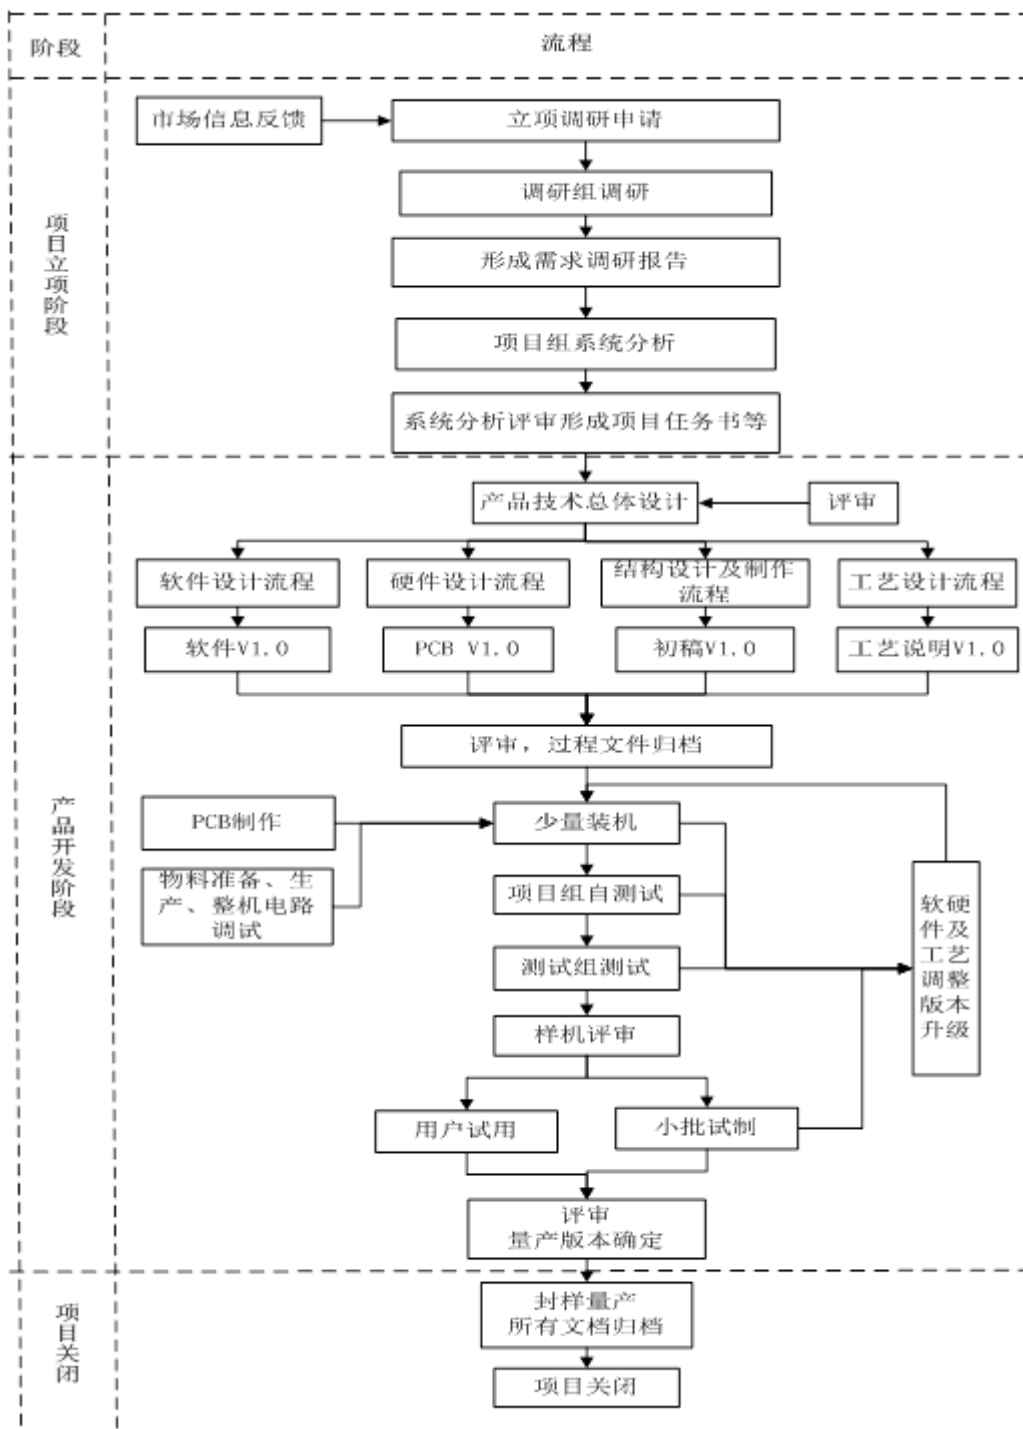 阶段
流程
项目立项阶段
市场信息反馈
立项调研申请
调研组调研
形成需求调研报告
项目组系统分析
系统分析评审形成项目任务书等
产品开发阶段
产品技术总体设计
评审
软件设计流程
硬件设计流程
结构设计及制作
流程
工艺设计流程
软件V1.0
PCB V1.0
初稿V1.0
工艺说明V1.0
评审，过程文件归档
PCB制作
少量装机
物料准备、生
产、整机电路
调试
项目组自测试
软硬
件及
工艺
调整
版本
升级
测试组测试
样机评审
用户试用
小批试制
评审
量产版本确定
项目关闭
封样量产
所有文档归档
项目关闭